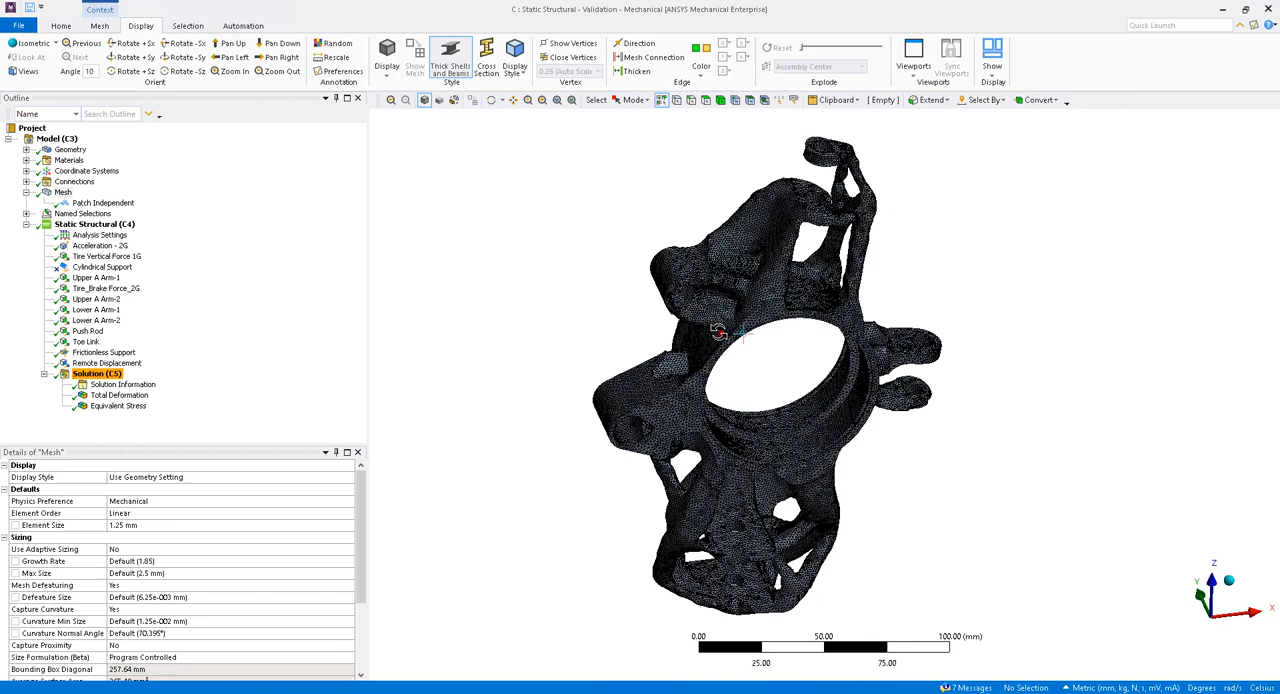 Context
C : Static Structural - Validation - Mechanical [ANSYS Mechanical Enterprise]
File Home Mesh Display Selection Automation
Quick Launch
Isometric Previous Rotate +Sx Rotate -Sx Pan Up Pan Down
Look At Next Rotate +Sy Rotate -Sy Pan Left Pan Right
Views Angle 10 Rotate +Sz Rotate -Sz Zoom In Zoom Out
Orient
Random
Rescale
Preferences
Annotation
Display
Show Mesh
Thick Shells and Beams
Cross Section
Display Style
Style
Show Vertices
Close Vertices
0.26 (Auto Scale)
Vertex
Direction
Mesh Connection
Thicken
Color
Edge
Reset
Assembly Center
Explode
Viewports
Sync Viewports
Viewports
Show
Display
Outline
Name Search Outline
Select Mode Clipboard [ Empty ] Extend Select By Convert
Project
Model (C3)
Geometry
Materials
Coordinate Systems
Connections
Mesh
Patch Independent
Named Selections
Static Structural (C4)
Analysis Settings
Acceleration - 2G
Tire Vertical Force 1G
Cylindrical Support
Upper A Arm-1
Tire_Brake Force_2G
Upper A Arm-2
Lower A Arm-1
Lower A Arm-2
Push Rod
Toe Link
Frictionless Support
Remote Displacement
Solution (C5)
Solution Information
Total Deformation
Equivalent Stress
Details of "Mesh"
Display
Display Style Use Geometry Setting
Defaults
Physics Preference Mechanical
Element Order Linear
Element Size 1.25 mm
Sizing
Use Adaptive Sizing No
Growth Rate Default (1.85)
Max Size Default (2.5 mm)
Mesh Defeaturing Yes
Defeature Size Default (6.25e-003 mm)
Capture Curvature Yes
Curvature Min Size Default (1.25e-002 mm)
Curvature Normal Angle Default (70.395°)
Capture Proximity No
Size Formulation (Beta) Program Controlled
Bounding Box Diagonal 257.64 mm
Z
Y
X
0.00 50.00 100.00 (mm)
25.00 75.00
7 Messages No Selection Metric (mm, kg, N, s, mV, mA) Degrees rad/s Celsius